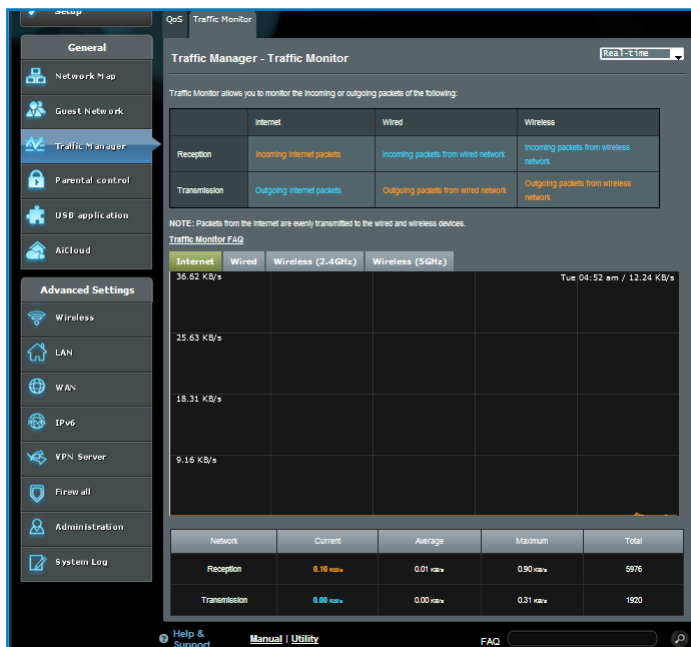 Setup
General
Network Map
Guest Network
Traffic Manager
Parental control
USB application
AiCloud
Advanced Settings
Wireless
LAN
WAN
IPv6
VPN Server
Firewall
Administration
System Log
QoS Traffic Monitor
Traffic Manager - Traffic Monitor
Real-time
Traffic Monitor allows you to monitor the incoming or outgoing packets of the following:
Internet Wired Wireless
Reception Incoming Internet packets Incoming packets from wired network Incoming packets from wireless
network
Transmission Outgoing Internet packets Outgoing packets from wired network Outgoing packets from wireless
network
NOTE: Packets from the Internet are evenly transmitted to the wired and wireless devices.
Traffic Monitor FAQ
Internet Wired Wireless (2.4GHz) Wireless (5GHz)
36.62 KB/s Tue 04:52 am / 12.24 KB/s
25.63 KB/s
18.31 KB/s
9.16 KB/s
Network Current Average Maximum Total
Reception 0.10 KB/s 0.01 KB/s 0.90 KB/s 5976
Transmission 0.00 KB/s 0.00 KB/s 0.31 KB/s 1920
Help &
Support Manual | Utility FAQ